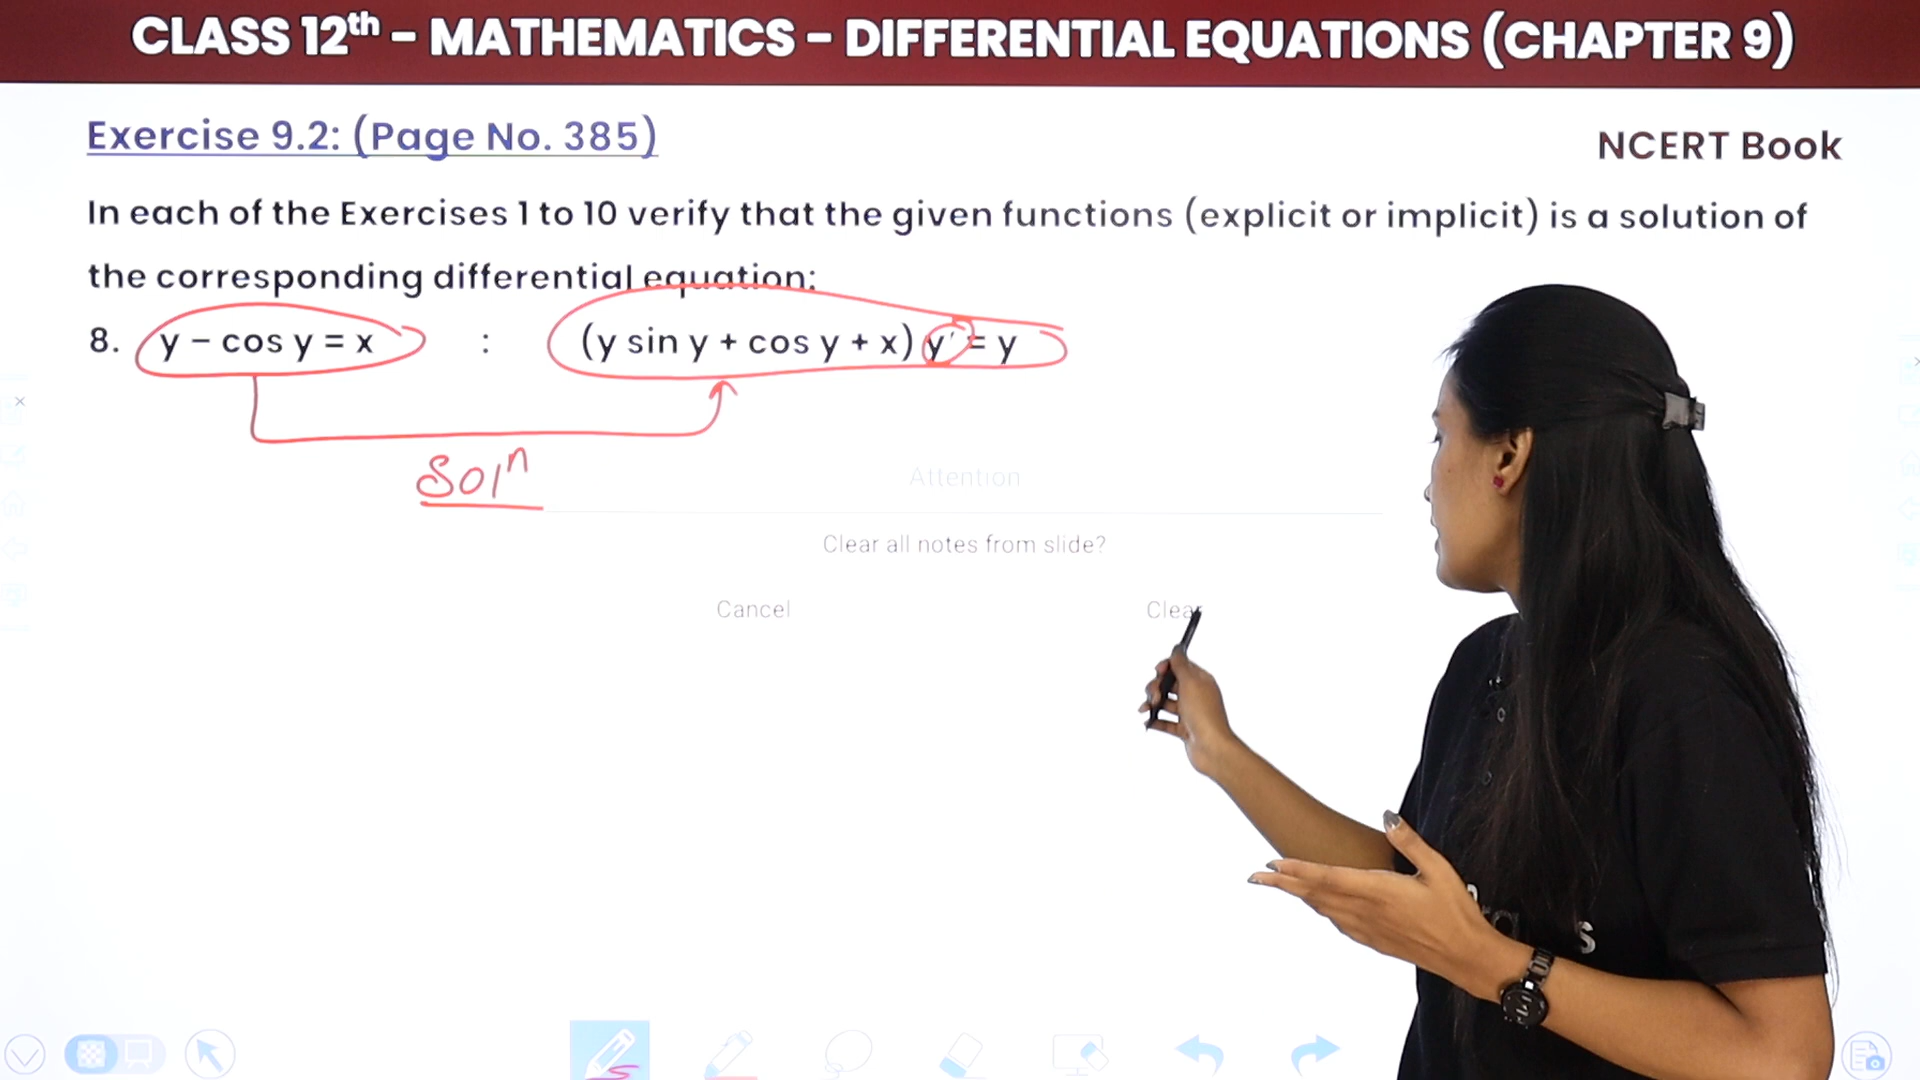 CLASS 12th - MATHEMATICS - DIFFERENTIAL EQUATIONS (CHAPTER 9)
Exercise 9.2: (Page No. 385)
NCERT Book
In each of the Exercises 1 to 10 verify that the given functions (explicit or implicit) is a solution of
the corresponding differential equation:
8. y – cos y = x : (y sin y + cos y + x) y′ = y
Solⁿ
Attention
Clear all notes from slide?
Cancel Clear